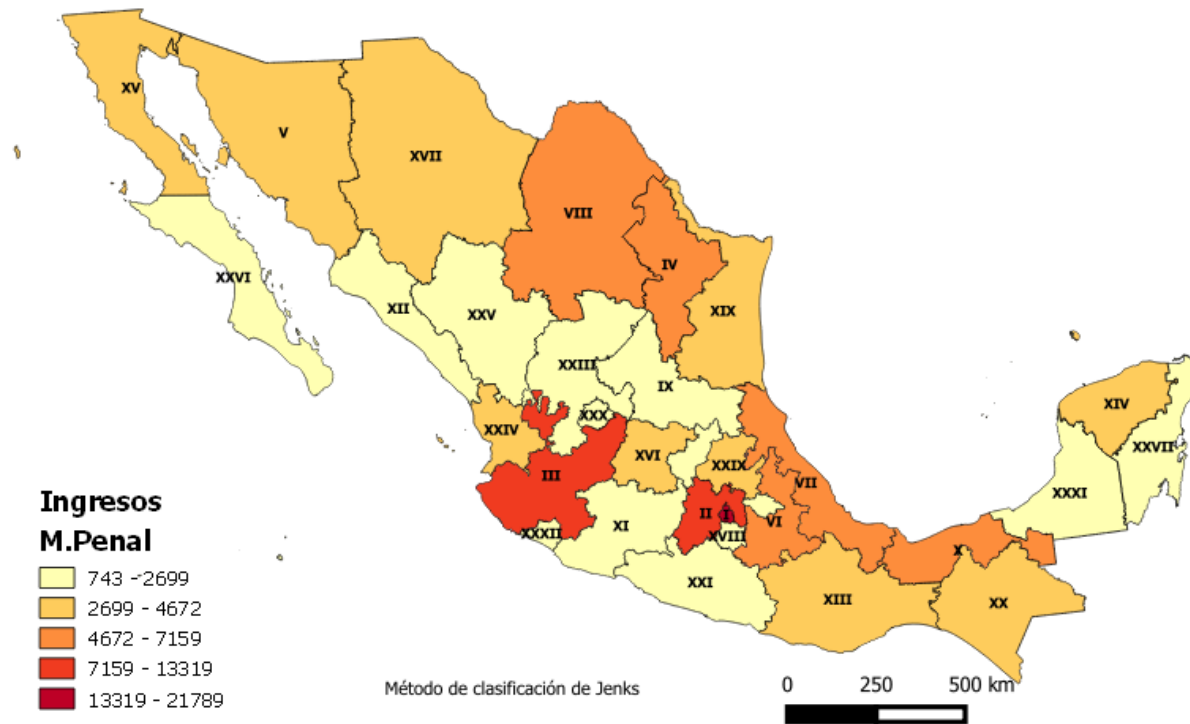 XV
V
XVII
VIII
IV
XXVI
XII
XXV
XIX
XXIII
IX
XXX
XXIV
XVI
XXIX
XIV
XXVII
III
VII
XXXI
II
I
VI
XI
XXXII
XVIII
X
XXI
XIII
XX
Ingresos
M.Penal
743 -2699
2699 - 4672
4672 - 7159
7159 - 13319
13319 - 21789
Método de clasificación de Jenks
0 250 500 km